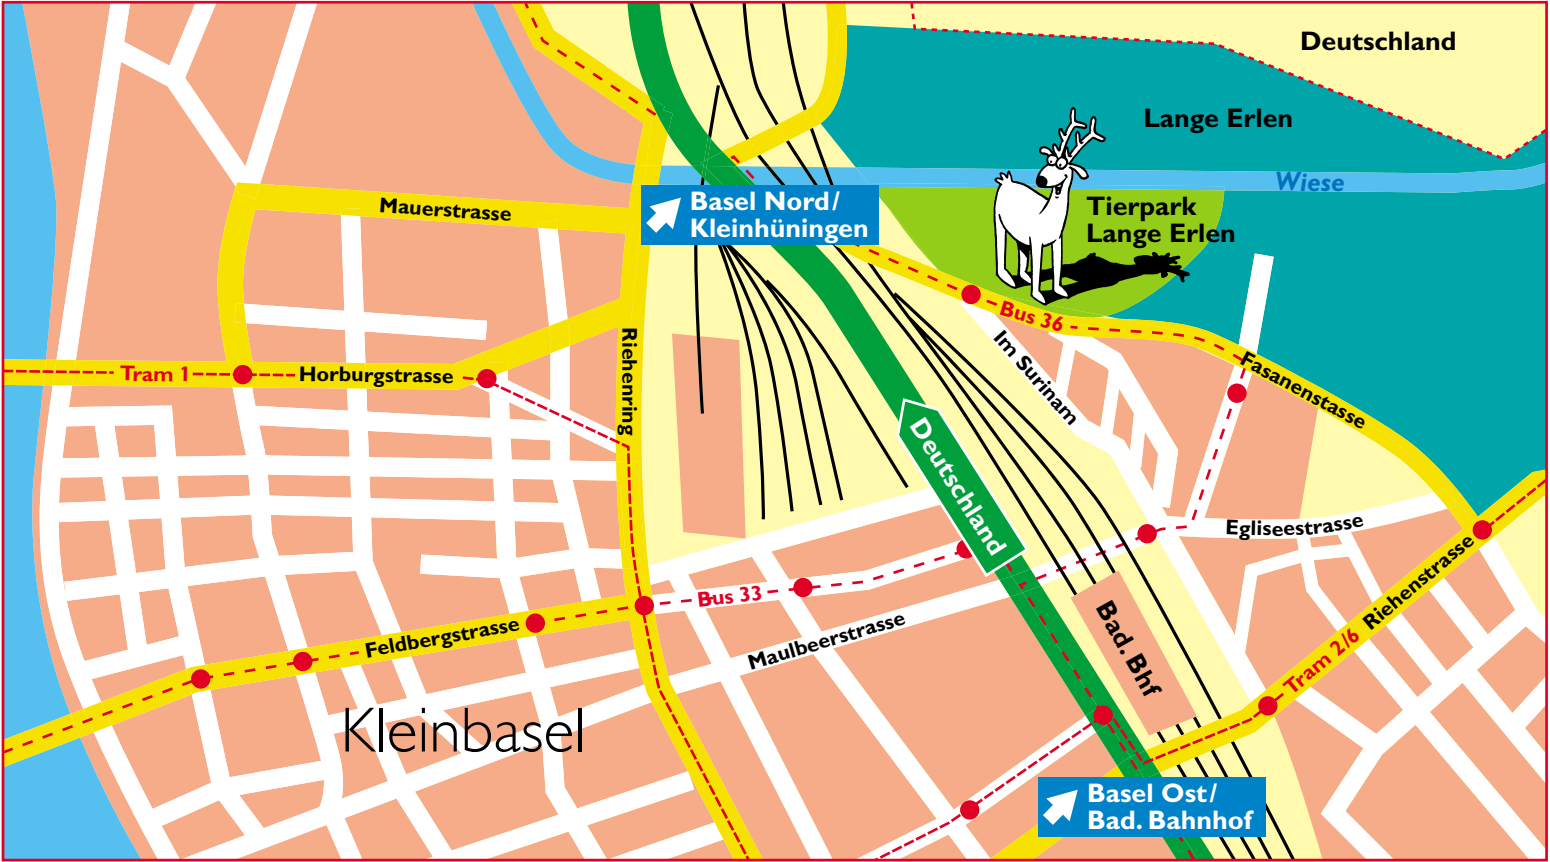 Deutschland
Lange Erlen
Wiese
Basel Nord/
Kleinhüningen
Tierpark
Lange Erlen
Mauerstrasse
Bus 36
Riehenring
Im Surinam
Fasanenstasse
Tram 1
Horburgstrasse
Deutschland
Egliseestrasse
Riehenstrasse
Tram 2/6
Bus 33
Feldbergstrasse
Maulbeerstrasse
Bad. Bhf
Kleinbasel
Basel Ost/
Bad. Bahnhof